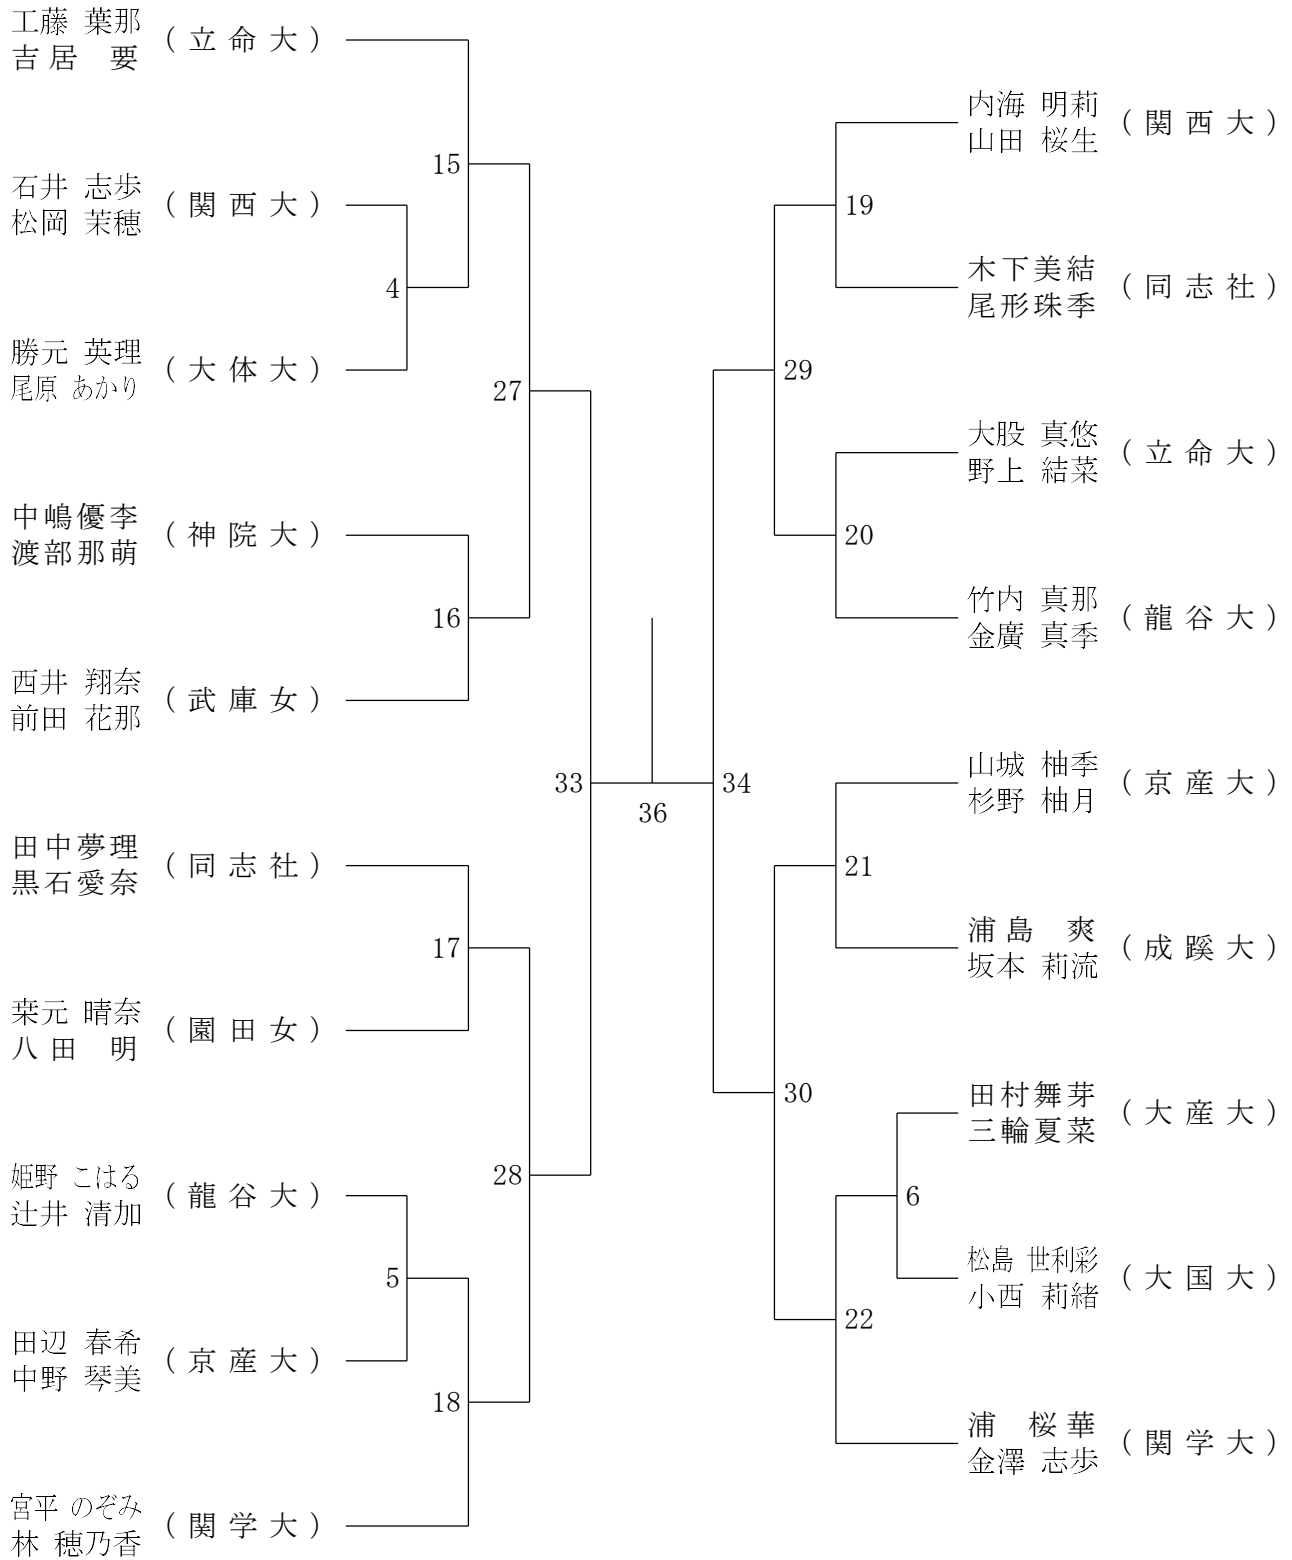 工藤 葉那
吉居 要
(立命大)
15
石井 志歩
松岡 茉穂
(関西大)
4
勝元 英理
尾原 あかり
(大体大)
27
中嶋優李
渡部那萌
(神院大)
16
西井 翔奈
前田 花那
(武庫女)
33
田中夢理
黒石愛奈
(同志社)
17
栞元 晴奈
八田 明
(園田女)
28
姫野 こはる
辻井 清加
(龍谷大)
5
田辺 春希
中野 琴美
(京産大)
18
宮平 のぞみ
林 穂乃香
(関学大)
36
内海 明莉
山田 桜生
(関西大)
19
木下美結
尾形珠季
(同志社)
29
大股 真悠
野上 結菜
(立命大)
20
竹内 真那
金廣 真季
(龍谷大)
34
山城 柚季
杉野 柚月
(京産大)
21
浦島 爽
坂本 莉流
(成蹊大)
30
田村舞芽
三輪夏菜
(大産大)
6
松島 世利彩
小西 莉緒
(大国大)
22
浦 桜華
金澤 志歩
(関学大)